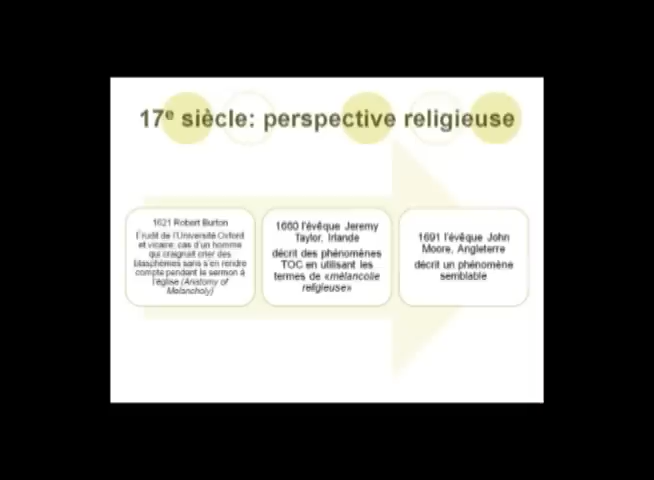 17e siècle: perspective religieuse
1621 Robert Burton
Érudit de l'Université Oxford
et vicaire: cas d'un homme
qui craignait crier des
blasphèmes sans s'en rendre
compte pendant le sermon à
l'église (Anatomy of
Melancholy)
1660 l'évêque Jeremy
Taylor, Irlande
décrit des phénomènes
TOC en utilisant les
termes de «mélancolie
religieuse»
1691 l'évêque John
Moore, Angleterre
décrit un phénomène
semblable